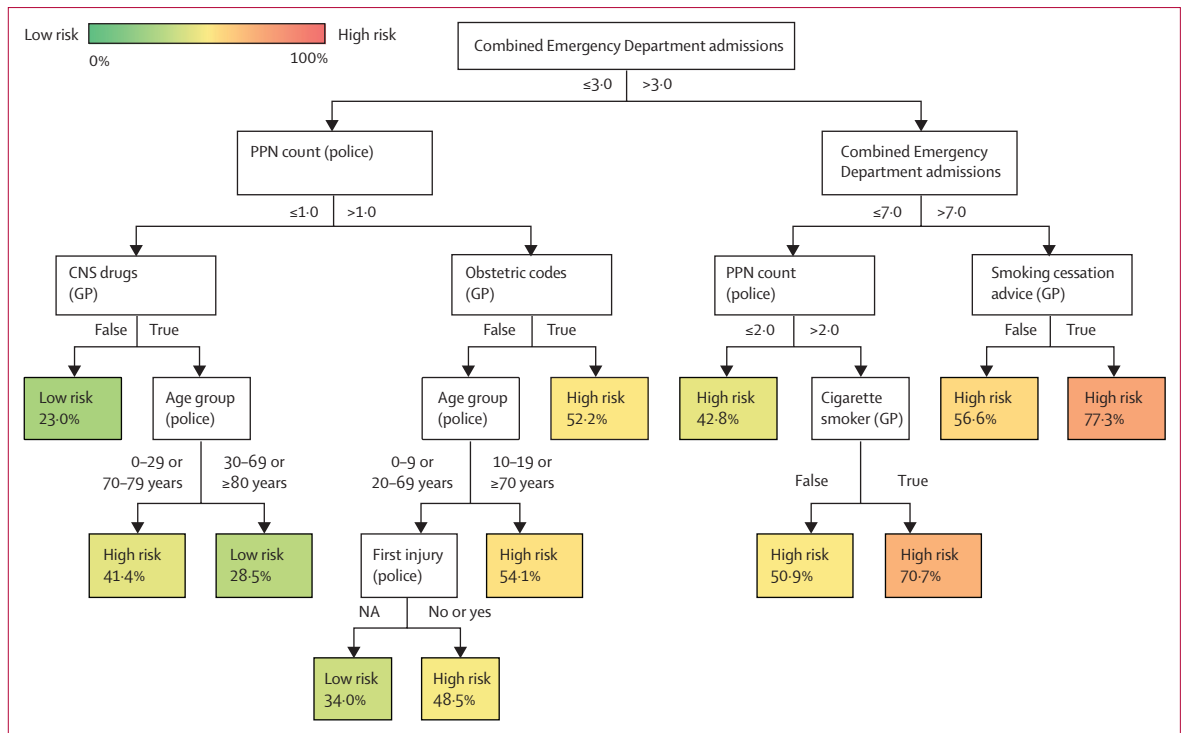 Low risk
High risk
0%
100%
Combined Emergency Department admissions
≤3·0
>3·0
PPN count (police)
Combined Emergency
Department admissions
≤1·0
>1·0
≤7·0
>7·0
CNS drugs
(GP)
Obstetric codes
(GP)
PPN count
(police)
Smoking cessation
advice (GP)
False
True
False
True
≤2·0
>2·0
False
True
Low risk
23·0%
Age group
(police)
Age group
(police)
High risk
52·2%
High risk
42·8%
Cigarette
smoker (GP)
High risk
56·6%
High risk
77·3%
0–29 or
70–79 years
30–69 or
≥80 years
0–9 or
20–69 years
10–19 or
≥70 years
False
True
High risk
41·4%
Low risk
28·5%
First injury
(police)
High risk
54·1%
High risk
50·9%
High risk
70·7%
NA
No or yes
Low risk
34·0%
High risk
48·5%